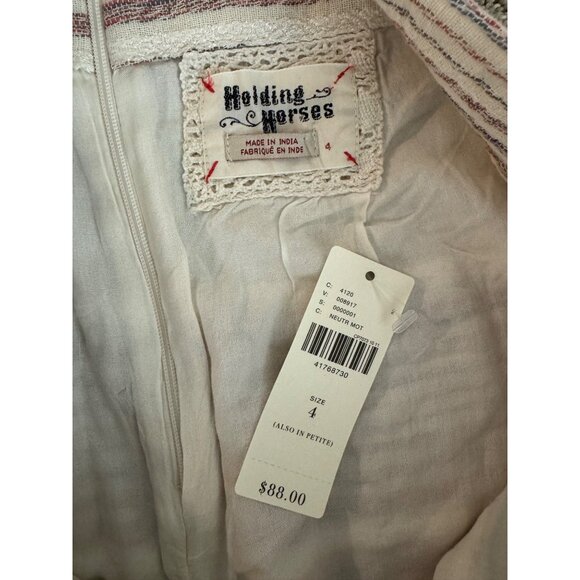 Holding
Horses
MADE IN INDIA
FABRIQUÉ EN INDE
4
C: 4120
V: 008917
S: 0000001
C: NEUTR MOT
41768730
SIZE
4
(ALSO IN PETITE)
$88.00